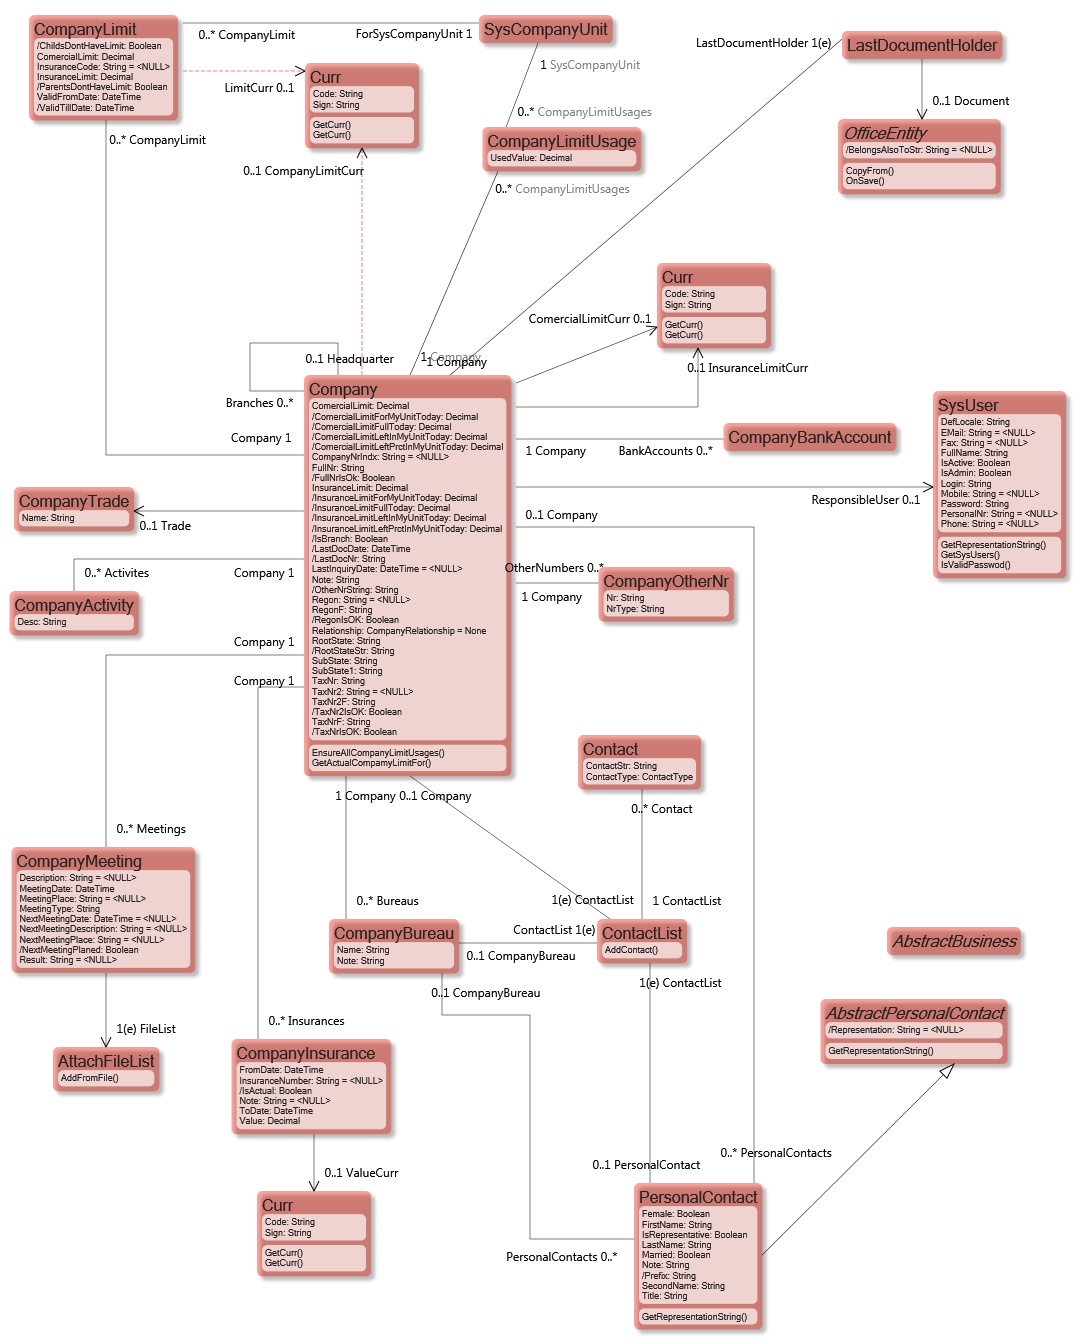 CompanyLimit
/ChildsDontHaveLimit: Boolean
ComercialLimit: Decimal
InsuranceCode: String = <NULL>
InsuranceLimit: Decimal
/ParentsDontHaveLimit: Boolean
ValidFromDate: DateTime
/ValidTillDate: DateTime
0..* CompanyLimit
ForSysCompanyUnit 1
SysCompanyUnit
LimitCurr 0..1
Curr
Code: String
Sign: String
GetCurr()
GetCurr()
1 SysCompanyUnit
0..* CompanyLimitUsages
CompanyLimitUsage
UsedValue: Decimal
0..* CompanyLimitUsages
LastDocumentHolder 1(e)
LastDocumentHolder
0..1 Document
OfficeEntity
/BelongsAlsoToStr: String = <NULL>
CopyFrom()
OnSave()
0..* CompanyLimit
0..1 CompanyLimitCurr
Curr
Code: String
Sign: String
GetCurr()
GetCurr()
ComercialLimitCurr 0..1
0..1 InsuranceLimitCurr
0..1 Headquarter
1 Company
1 Company
Branches 0..*
Company 1
Company
ComercialLimit: Decimal
/ComercialLimitForMyUnitToday: Decimal
/ComercialLimitFullToday: Decimal
/ComercialLimitLeftInMyUnitToday: Decimal
/ComercialLimitLeftPrctInMyUnitToday: Decimal
CompanyNrIndx: String = <NULL>
FullNr: String
/FullNrIsOk: Boolean
InsuranceLimit: Decimal
/InsuranceLimitForMyUnitToday: Decimal
/InsuranceLimitFullToday: Decimal
/InsuranceLimitLeftInMyUnitToday: Decimal
/InsuranceLimitLeftPrctInMyUnitToday: Decimal
/IsBranch: Boolean
/LastDocDate: DateTime
/LastDocNr: String
LastInquiryDate: DateTime = <NULL>
Note: String
/OtherNrString: String
Regon: String = <NULL>
RegonF: String
/RegonIsOK: Boolean
Relationship: CompanyRelationship = None
RootState: String
/RootStateStr: String
SubState: String
SubState1: String
TaxNr: String
TaxNr2: String = <NULL>
TaxNr2F: String
/TaxNr2IsOK: Boolean
TaxNrF: String
/TaxNrIsOK: Boolean
EnsureAllCompanyLimitUsages()
GetActualCompamyLimitFor()
1 Company
BankAccounts 0..*
CompanyBankAccount
SysUser
DefLocale: String
EMail: String = <NULL>
Fax: String = <NULL>
FullName: String
IsActive: Boolean
IsAdmin: Boolean
Login: String
Mobile: String = <NULL>
Password: String
PersonalNr: String = <NULL>
Phone: String = <NULL>
GetRepresentationString()
GetSysUsers()
IsValidPasswod()
ResponsibleUser 0..1
0..1 Company
CompanyTrade
Name: String
0..1 Trade
0..* Activites
Company 1
CompanyActivity
Desc: String
OtherNumbers 0..*
1 Company
CompanyOtherNr
Nr: String
NrType: String
Company 1
Company 1
Contact
ContactStr: String
ContactType: ContactType
0..* Contact
1 Company
0..1 Company
0..* Meetings
CompanyMeeting
Description: String = <NULL>
MeetingDate: DateTime
MeetingPlace: String = <NULL>
MeetingType: String
NextMeetingDate: DateTime = <NULL>
NextMeetingDescription: String = <NULL>
NextMeetingPlace: String = <NULL>
/NextMeetingPlaned: Boolean
Result: String = <NULL>
0..* Bureaus
1(e) ContactList
1 ContactList
CompanyBureau
Name: String
Note: String
ContactList 1(e)
0..1 CompanyBureau
ContactList
AddContact()
AbstractBusiness
0..1 CompanyBureau
1(e) ContactList
1(e) FileList
AttachFileList
AddFromFile()
0..* Insurances
CompanyInsurance
FromDate: DateTime
InsuranceNumber: String = <NULL>
/IsActual: Boolean
Note: String = <NULL>
ToDate: DateTime
Value: Decimal
AbstractPersonalContact
/Representation: String = <NULL>
GetRepresentationString()
0..1 ValueCurr
Curr
Code: String
Sign: String
GetCurr()
GetCurr()
0..1 PersonalContact
0..* PersonalContacts
PersonalContacts 0..*
PersonalContact
Female: Boolean
FirstName: String
IsRepresentative: Boolean
LastName: String
Married: Boolean
Note: String
/Prefix: String
SecondName: String
Title: String
GetRepresentationString()